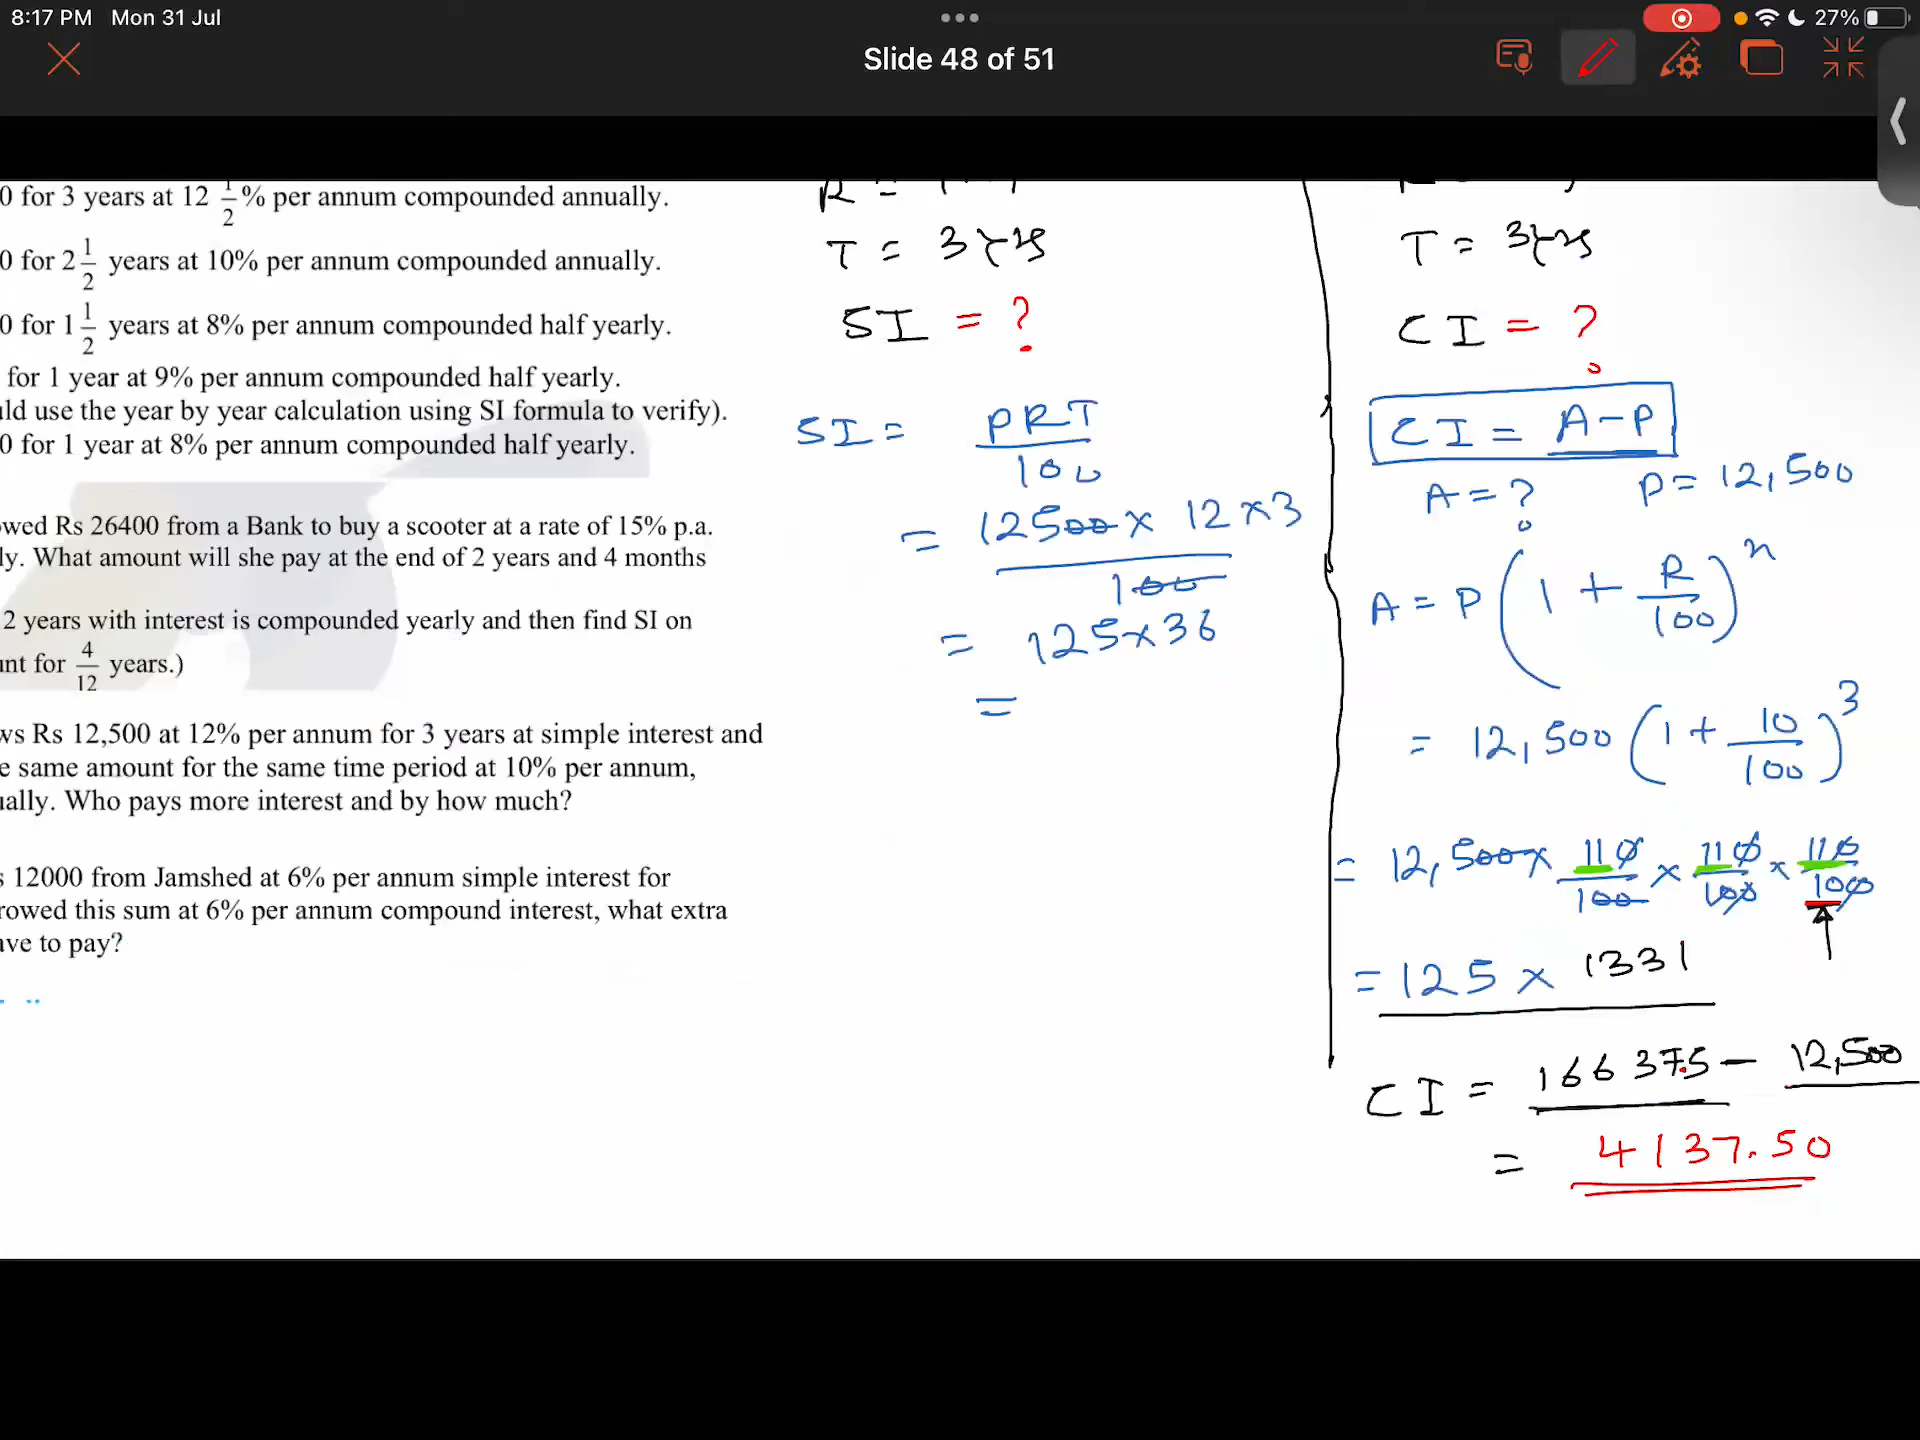 8:17 PM Mon 31 Jul
27%
Slide 48 of 51
0 for 3 years at 12 1/2 % per annum compounded annually.
0 for 2 1/2 years at 10% per annum compounded annually.
0 for 1 1/2 years at 8% per annum compounded half yearly.
for 1 year at 9% per annum compounded half yearly.
ld use the year by year calculation using SI formula to verify).
0 for 1 year at 8% per annum compounded half yearly.
wed Rs 26400 from a Bank to buy a scooter at a rate of 15% p.a.
ly. What amount will she pay at the end of 2 years and 4 months
2 years with interest is compounded yearly and then find SI on
nt for 4/12 years.)
ws Rs 12,500 at 12% per annum for 3 years at simple interest and
e same amount for the same time period at 10% per annum,
ally. Who pays more interest and by how much?
s 12000 from Jamshed at 6% per annum simple interest for
rowed this sum at 6% per annum compound interest, what extra
ave to pay?
T = 3 yrs
SI = ?
SI = PRT/100
= 12500 x 12 x 3 / 100
= 125 x 36
=
T = 3 yrs
CI = ?
CI = A - P
A = ? P = 12,500
A = P (1 + R/100)^n
= 12,500 (1 + 10/100)^3
= 12,500 x 110/100 x 110/100 x 110/100
= 125 x 1331
CI = 16637.5 - 12,500
= 4137.50